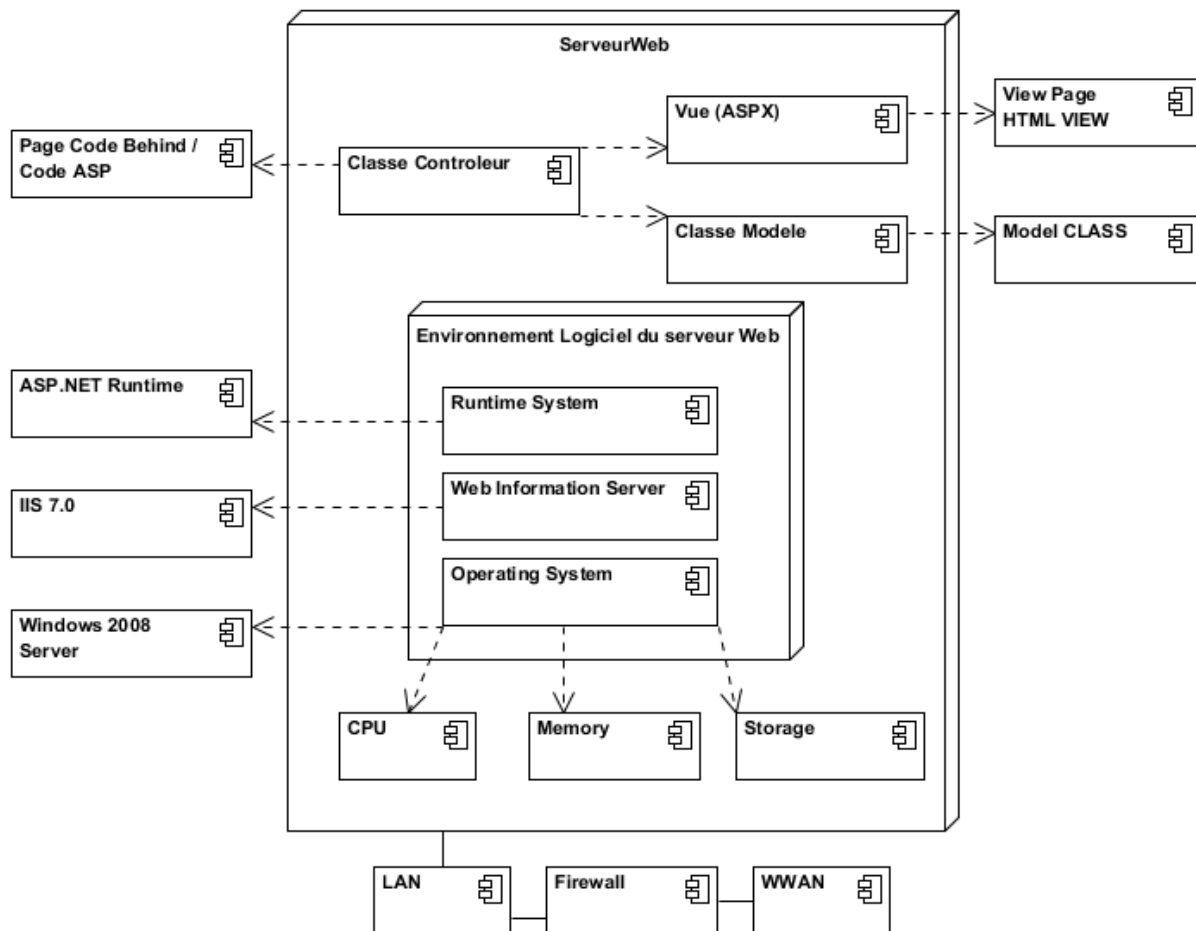 ServeurWeb
Page Code Behind /
Code ASP
Classe Controleur
Vue (ASPX)
View Page
HTML VIEW
Classe Modele
Model CLASS
Environnement Logiciel du serveur Web
ASP.NET Runtime
Runtime System
IIS 7.0
Web Information Server
Windows 2008
Server
Operating System
CPU
Memory
Storage
LAN
Firewall
WWAN